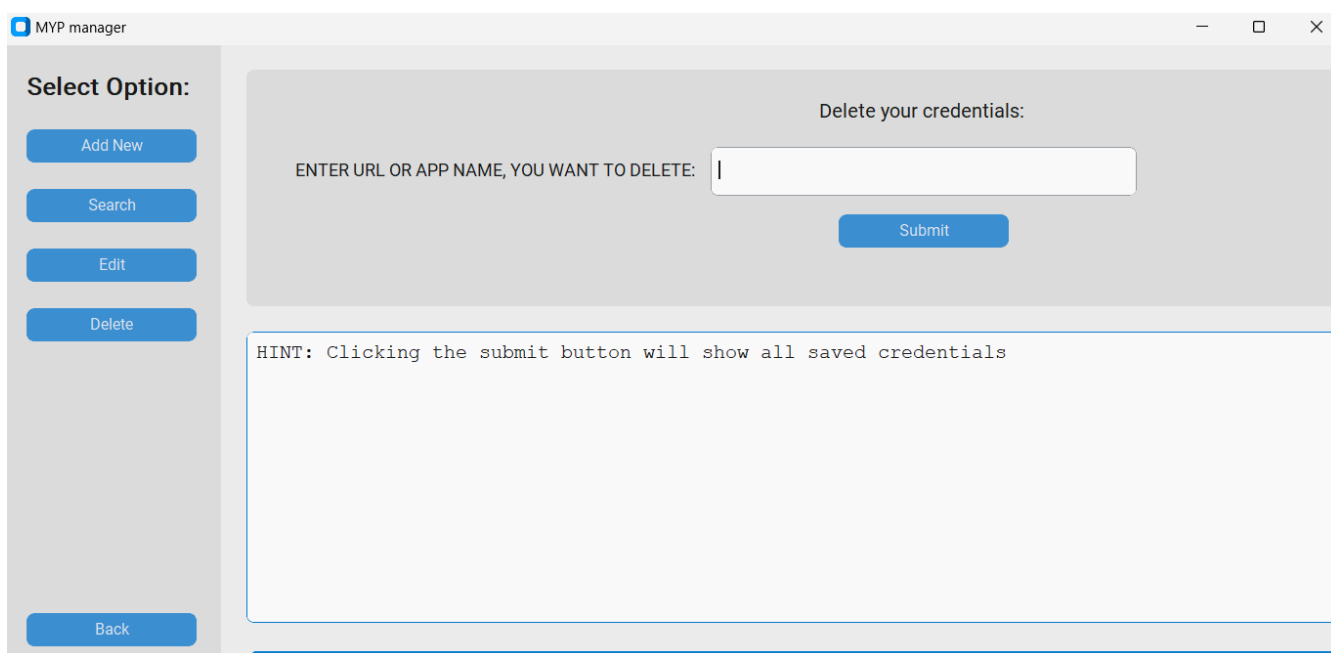 MYP manager
Select Option:
Add New
Search
Edit
Delete
Back
Delete your credentials:
ENTER URL OR APP NAME, YOU WANT TO DELETE:
Submit
HINT: Clicking the submit button will show all saved credentials